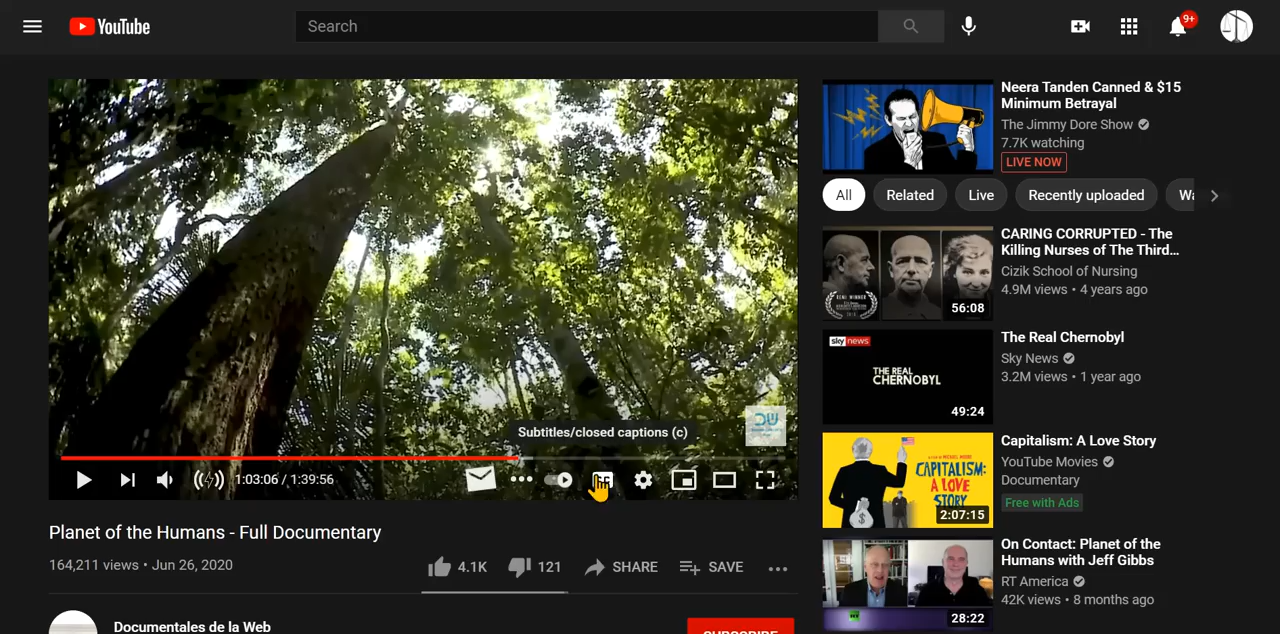 YouTube
Search
9+
Subtitles/closed captions (c)
1:03:06 / 1:39:56
Planet of the Humans - Full Documentary
164,211 views • Jun 26, 2020
4.1K
121
SHARE
SAVE
Documentales de la Web
SUBSCRIBE
Neera Tanden Canned & $15
Minimum Betrayal
The Jimmy Dore Show
7.7K watching
LIVE NOW
All
Related
Live
Recently uploaded
CARING CORRUPTED - The
Killing Nurses of The Third...
Cizik School of Nursing
4.9M views • 4 years ago
56:08
sky news
THE REAL
CHERNOBYL
49:24
The Real Chernobyl
Sky News
3.2M views • 1 year ago
CAPITALISM:
A LOVE
STORY
2:07:15
Capitalism: A Love Story
YouTube Movies
Documentary
Free with Ads
28:22
On Contact: Planet of the
Humans with Jeff Gibbs
RT America
42K views • 8 months ago